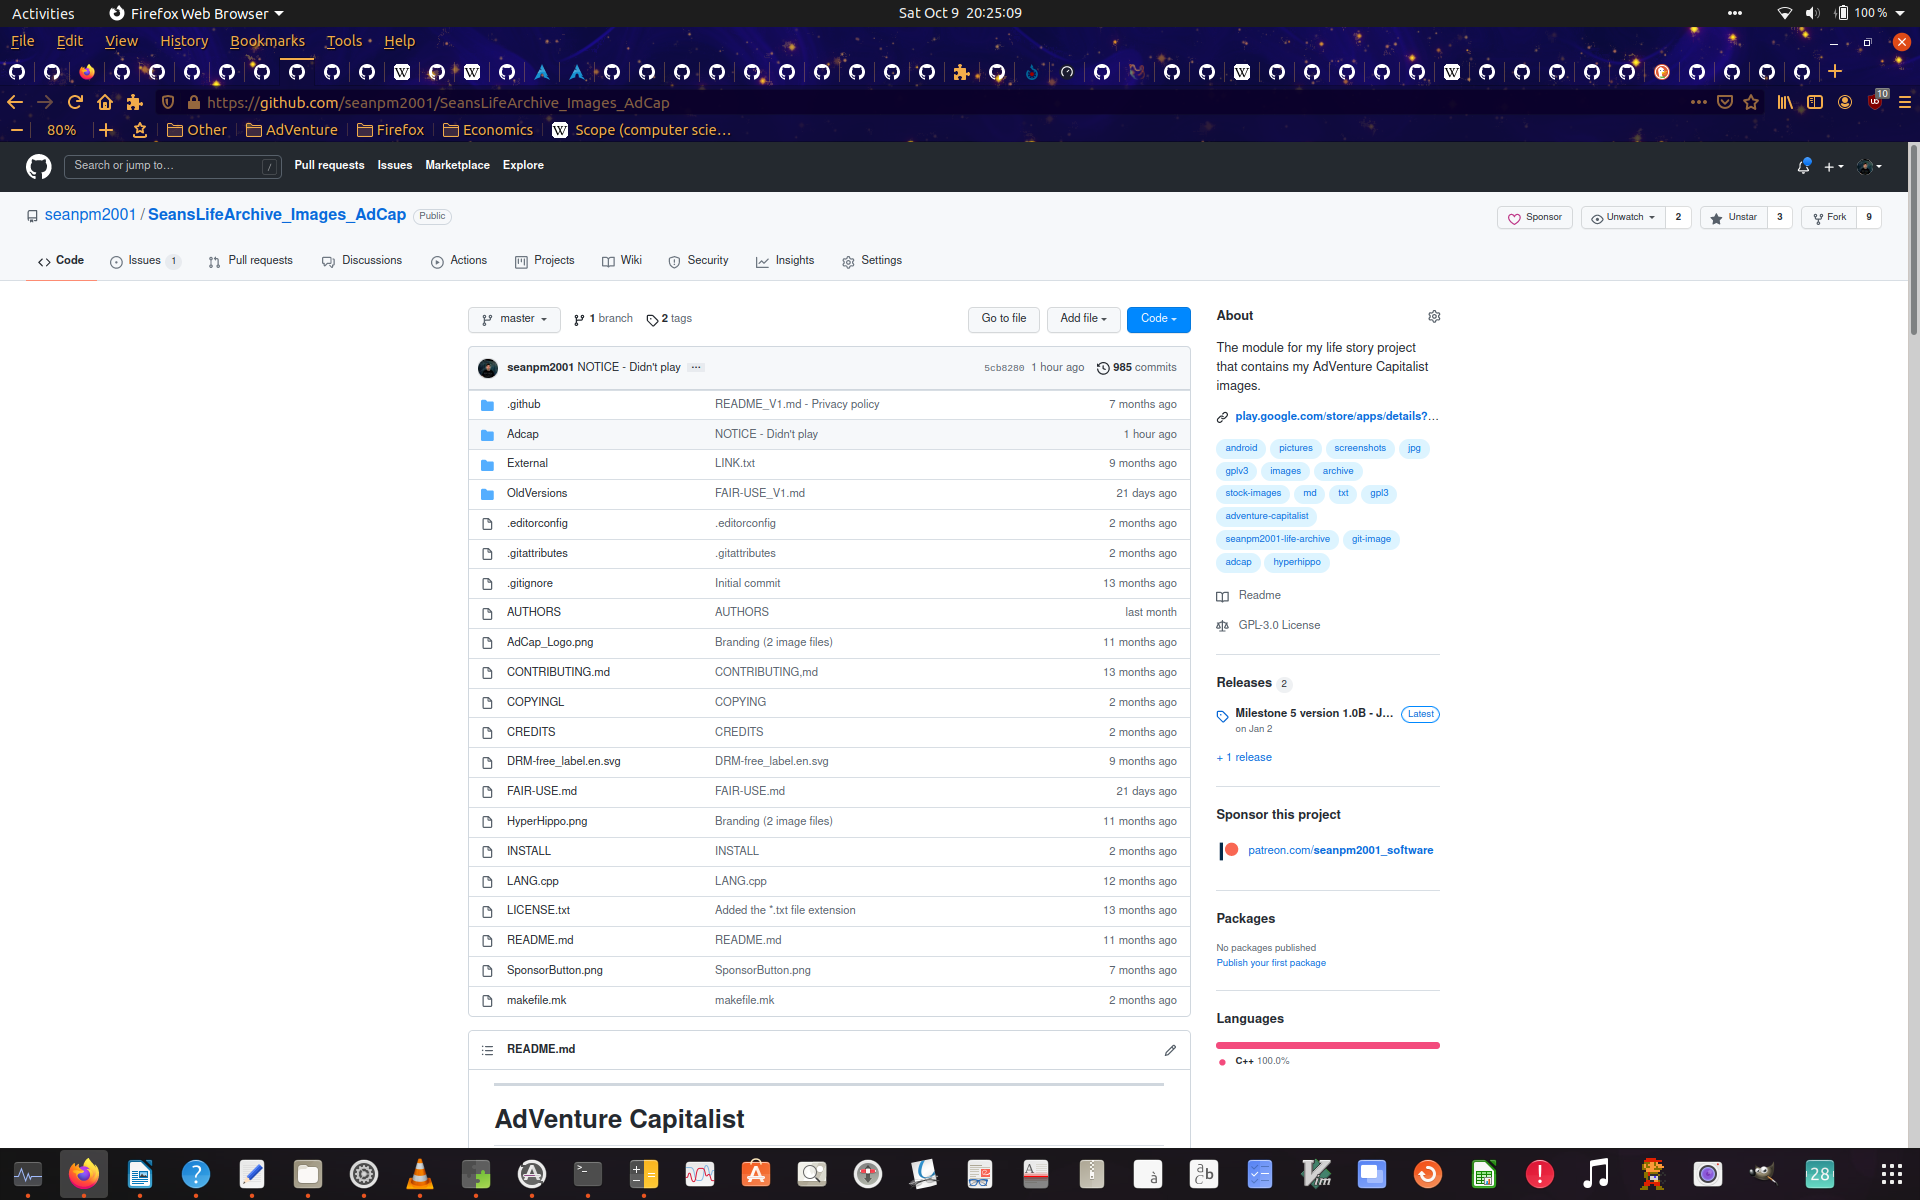 Activities
Firefox Web Browser
Sat Oct 9 20:25:09
100 %
File Edit View History Bookmarks Tools Help
https://github.com/seanpm2001/SeansLifeArchive_Images_AdCap
10
80%
Other
AdVenture
Firefox
Economics
Scope (computer scie…
Search or jump to…
/
Pull requests Issues Marketplace Explore
seanpm2001 / SeansLifeArchive_Images_AdCap Public
Sponsor
Unwatch 2
Unstar 3
Fork 9
Code
Issues 1
Pull requests
Discussions
Actions
Projects
Wiki
Security
Insights
Settings
master
1 branch
2 tags
Go to file
Add file
Code
seanpm2001 NOTICE - Didn't play ...
5cb8280 1 hour ago 985 commits
.github README_V1.md - Privacy policy 7 months ago
Adcap NOTICE - Didn't play 1 hour ago
External LINK.txt 9 months ago
OldVersions FAIR-USE_V1.md 21 days ago
.editorconfig .editorconfig 2 months ago
.gitattributes .gitattributes 2 months ago
.gitignore Initial commit 13 months ago
AUTHORS AUTHORS last month
AdCap_Logo.png Branding (2 image files) 11 months ago
CONTRIBUTING.md CONTRIBUTING,md 13 months ago
COPYINGL COPYING 2 months ago
CREDITS CREDITS 2 months ago
DRM-free_label.en.svg DRM-free_label.en.svg 9 months ago
FAIR-USE.md FAIR-USE.md 21 days ago
HyperHippo.png Branding (2 image files) 11 months ago
INSTALL INSTALL 2 months ago
LANG.cpp LANG.cpp 12 months ago
LICENSE.txt Added the *.txt file extension 13 months ago
README.md README.md 11 months ago
SponsorButton.png SponsorButton.png 7 months ago
makefile.mk makefile.mk 2 months ago
README.md
AdVenture Capitalist
About
The module for my life story project
that contains my AdVenture Capitalist
images.
play.google.com/store/apps/details?…
android pictures screenshots jpg
gplv3 images archive
stock-images md txt gpl3
adventure-capitalist
seanpm2001-life-archive git-image
adcap hyperhippo
Readme
GPL-3.0 License
Releases 2
Milestone 5 version 1.0B - J… Latest
on Jan 2
+ 1 release
Sponsor this project
patreon.com/seanpm2001_software
Packages
No packages published
Publish your first package
Languages
C++ 100.0%
28